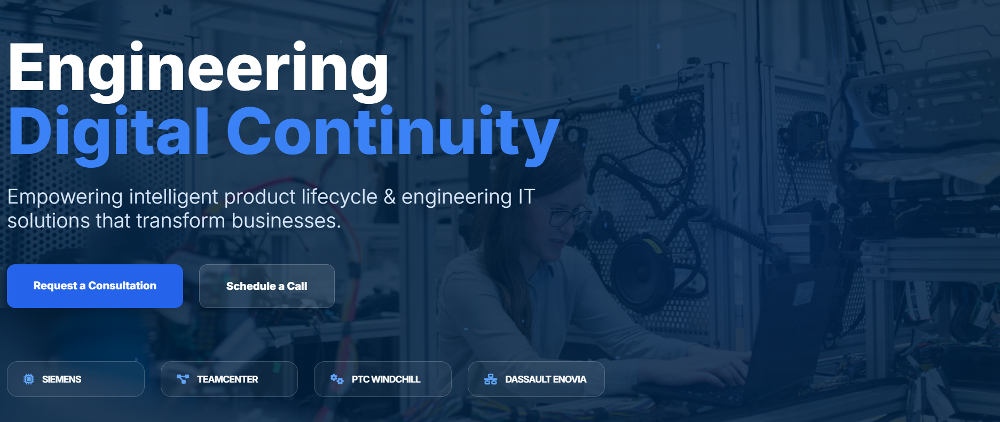 Engineering
Digital Continuity
Empowering intelligent product lifecycle & engineering IT
solutions that transform businesses.
Request a Consultation
Schedule a Call
SIEMENS
TEAMCENTER
PTC WINDCHILL
DASSAULT ENOVIA